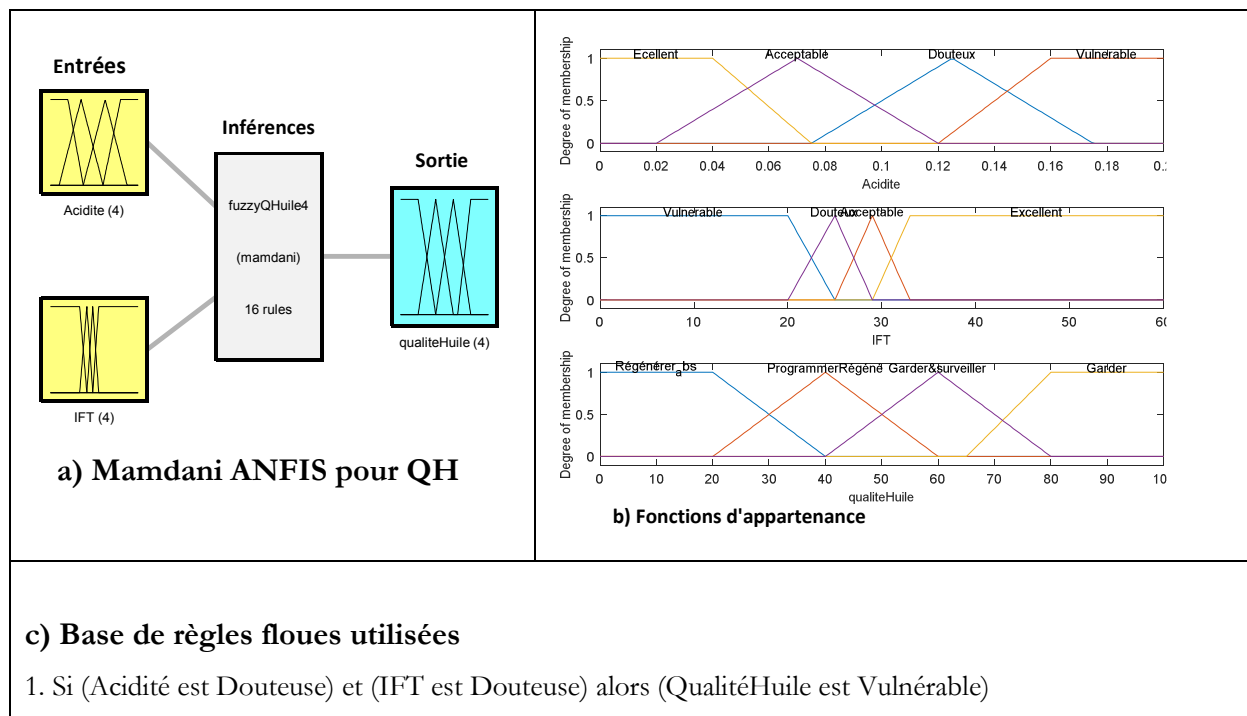 Entrées
Acidite (4)
IFT (4)
Inférences
fuzzyQHuile4
(mamdani)
16 rules
Sortie
qualiteHuile (4)
a) Mamdani ANFIS pour QH
Degree of membership
1
0.5
0
Ecellent
Acceptable
Douteux
Vulnerable
0 0.02 0.04 0.06 0.08 0.1 0.12 0.14 0.16 0.18
Acidite
Degree of membership
1
0.5
0
Vulnerable
Douteux
Acceptable
Excellent
0 10 20 30 40 50 60
IFT
Degree of membership
1
0.5
0
Régénérer_abs
ProgrammerRégéné
Garder&surveiller
Garder
0 10 20 30 40 50 60 70 80 90
qualiteHuile
b) Fonctions d'appartenance
c) Base de règles floues utilisées
1. Si (Acidité est Douteuse) et (IFT est Douteuse) alors (QualitéHuile est Vulnérable)